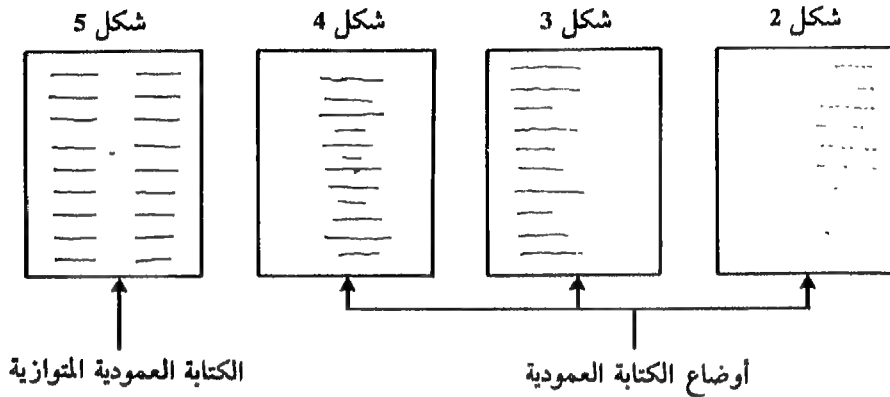 شكل 2 شكل 3 شكل 4 شكل 5
أوضاع الكتابة العمودية الكتابة العمودية المتوازية